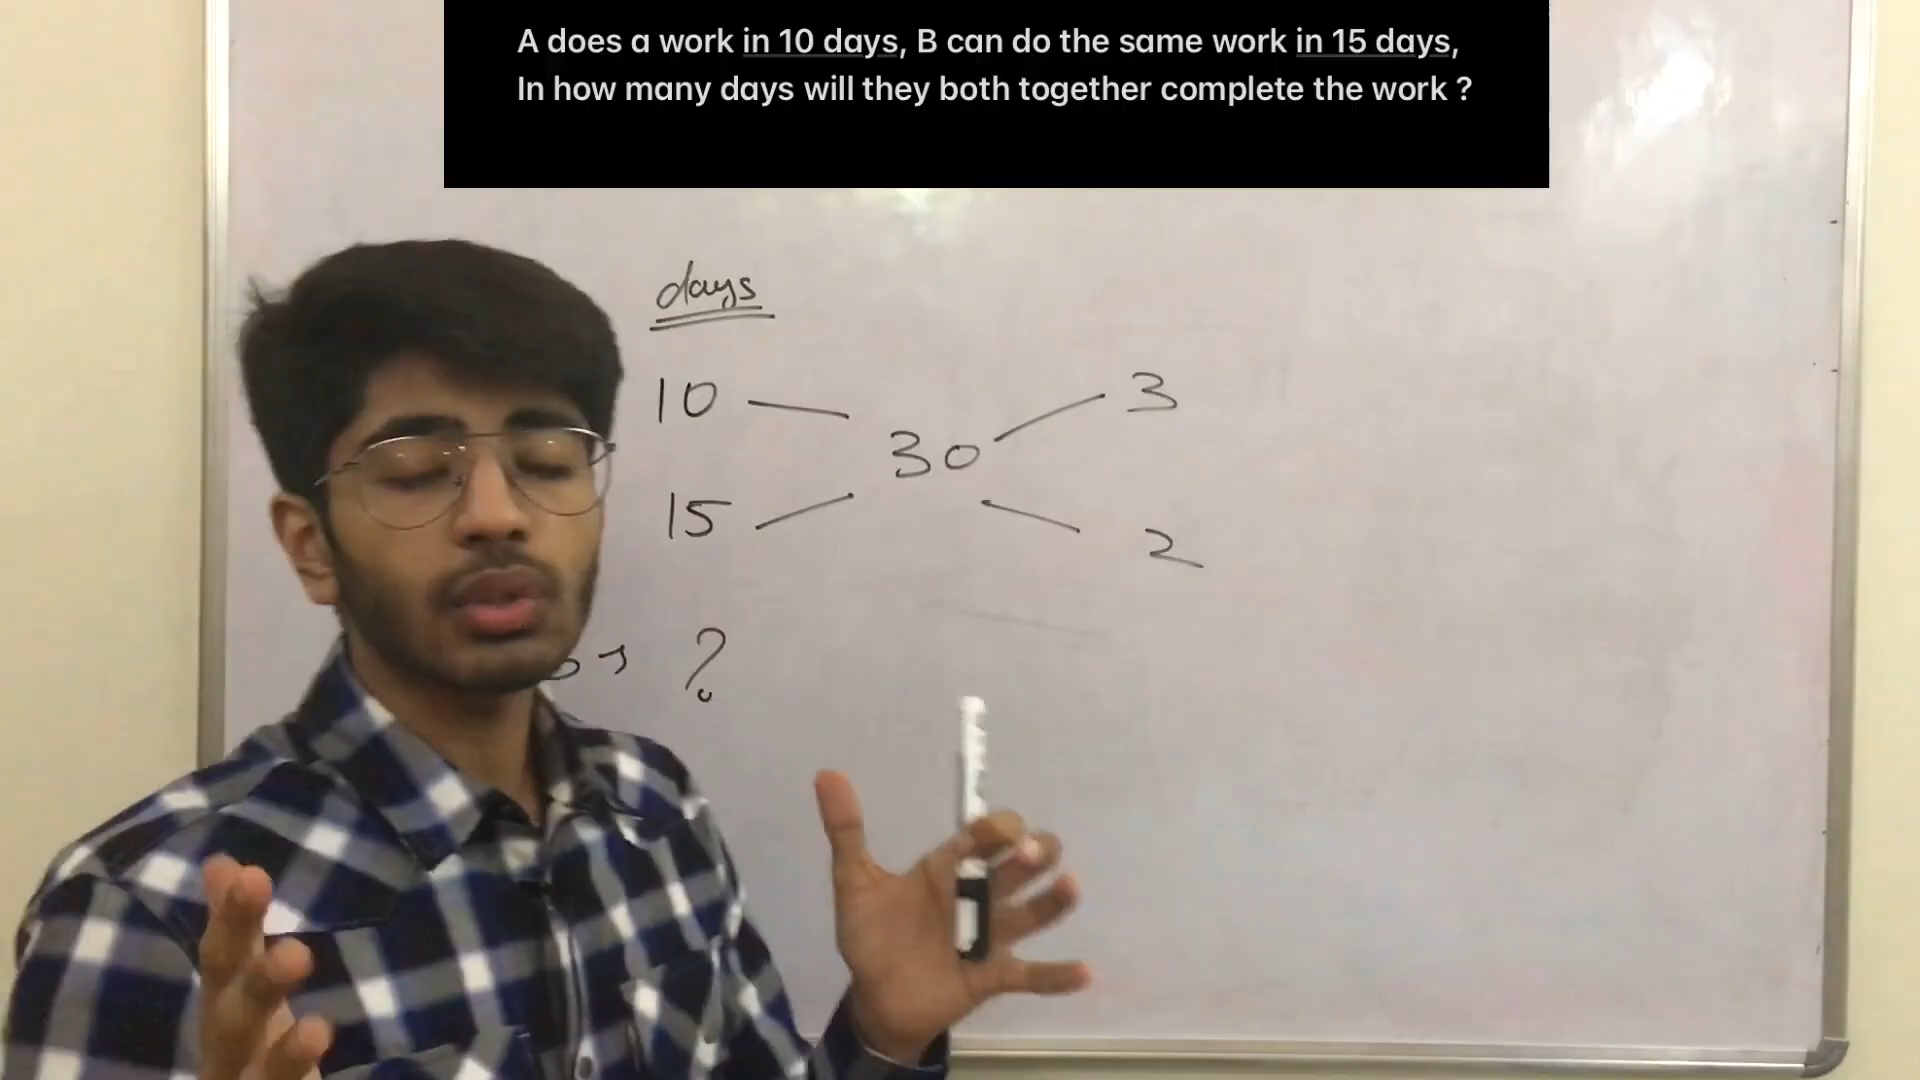 A does a work in 10 days, B can do the same work in 15 days,
In how many days will they both together complete the work ?
days
10
30
3
15
2
?